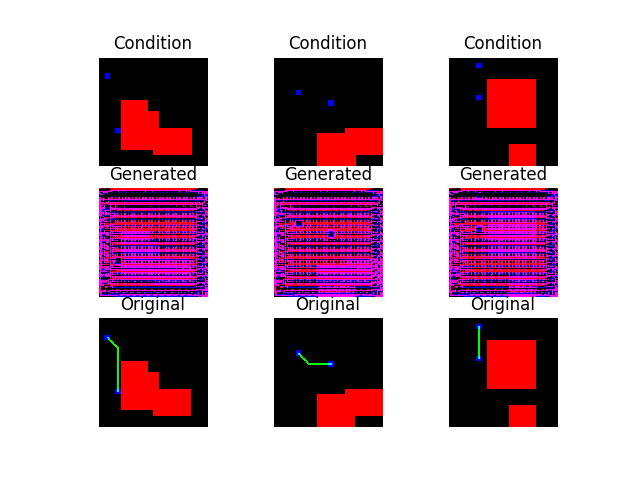 Condition Condition Condition
Generated Generated Generated
Original Original Original